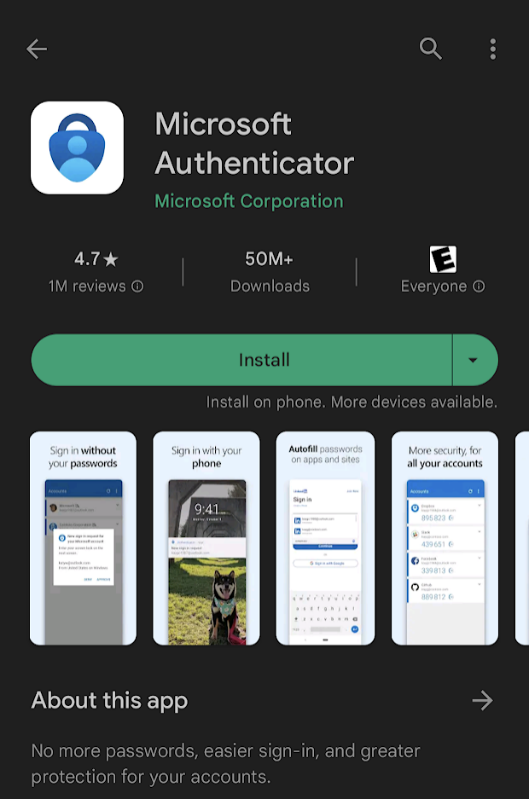 Microsoft
Authenticator
Microsoft Corporation
4.7★
1M reviews
50M+
Downloads
E
Everyone
Install
Install on phone. More devices available.
Sign in without
your passwords
Accounts
Sign in with your
phone
9:41
Autofill passwords
on apps and sites
Sign in
More security, for
all your accounts
Accounts
895 823
439 651
Facebook
339 813
GitHub
889 812
About this app
No more passwords, easier sign-in, and greater
protection for your accounts.